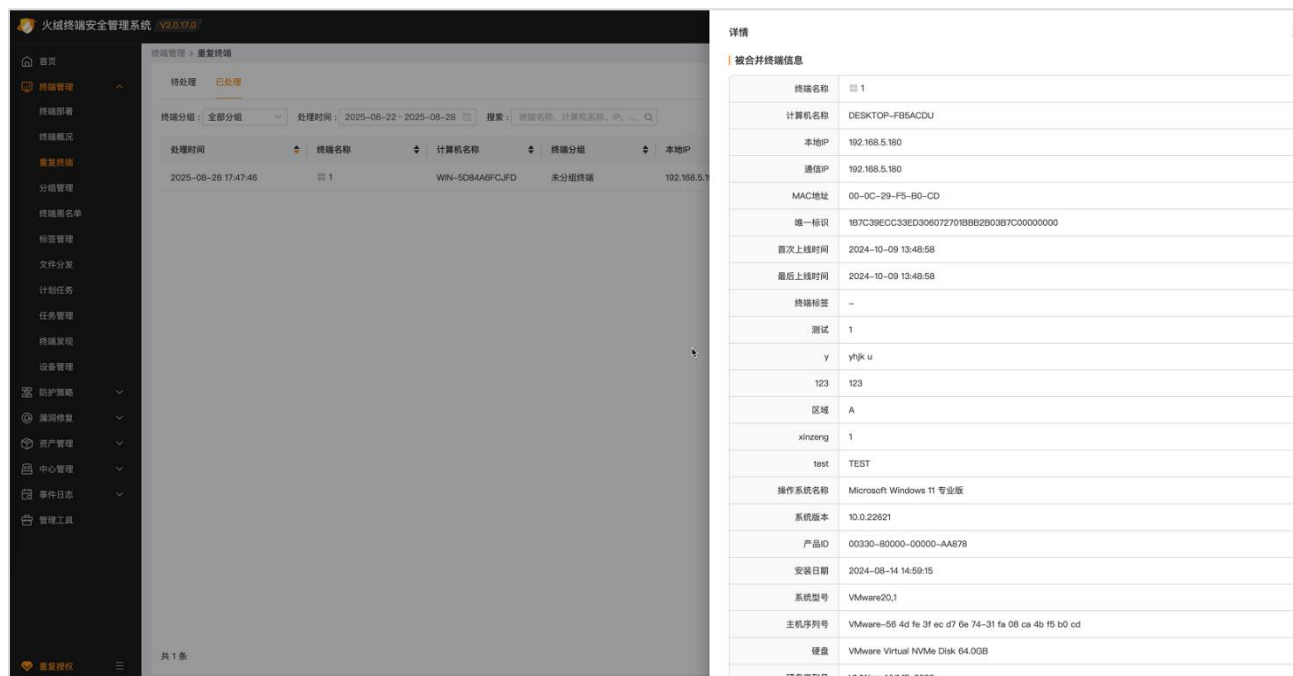 火绒终端安全管理系统 V2.0.17.0
首页
终端管理
终端部署
终端概况
重复终端
分组管理
终端黑名单
标签管理
文件分发
计划任务
任务管理
终端发现
设备管理
防护策略
漏洞修复
资产管理
中心管理
事件日志
管理工具
重复授权
终端管理 › 重复终端
待处理 已处理
终端分组： 全部分组 处理时间： 2025-08-22 - 2025-08-28 搜索： 终端名称、计算机名称、IP、...
处理时间 终端名称 计算机名称 终端分组 本地IP
2025-08-28 17:47:46 1 WIN-5D84A6FCJFD 未分组终端 192.168.5.1
共 1 条
详情
被合并终端信息
终端名称 1
计算机名称 DESKTOP-FB5ACDU
本地IP 192.168.5.180
通信IP 192.168.5.180
MAC地址 00-0C-29-F5-B0-CD
唯一标识 1B7C39ECC33ED306072701BBB2B03B7C00000000
首次上线时间 2024-10-09 13:48:58
最后上线时间 2024-10-09 13:48:58
终端标签 -
测试 1
y yhjk u
123 123
区域 A
xinzeng 1
test TEST
操作系统名称 Microsoft Windows 11 专业版
系统版本 10.0.22621
产品ID 00330-80000-00000-AA878
安装日期 2024-08-14 14:59:15
系统型号 VMware20,1
主机序列号 VMware-56 4d fe 3f ec d7 6e 74-31 fa 08 ca 4b f5 b0 cd
硬盘 VMware Virtual NVMe Disk 64.0GB